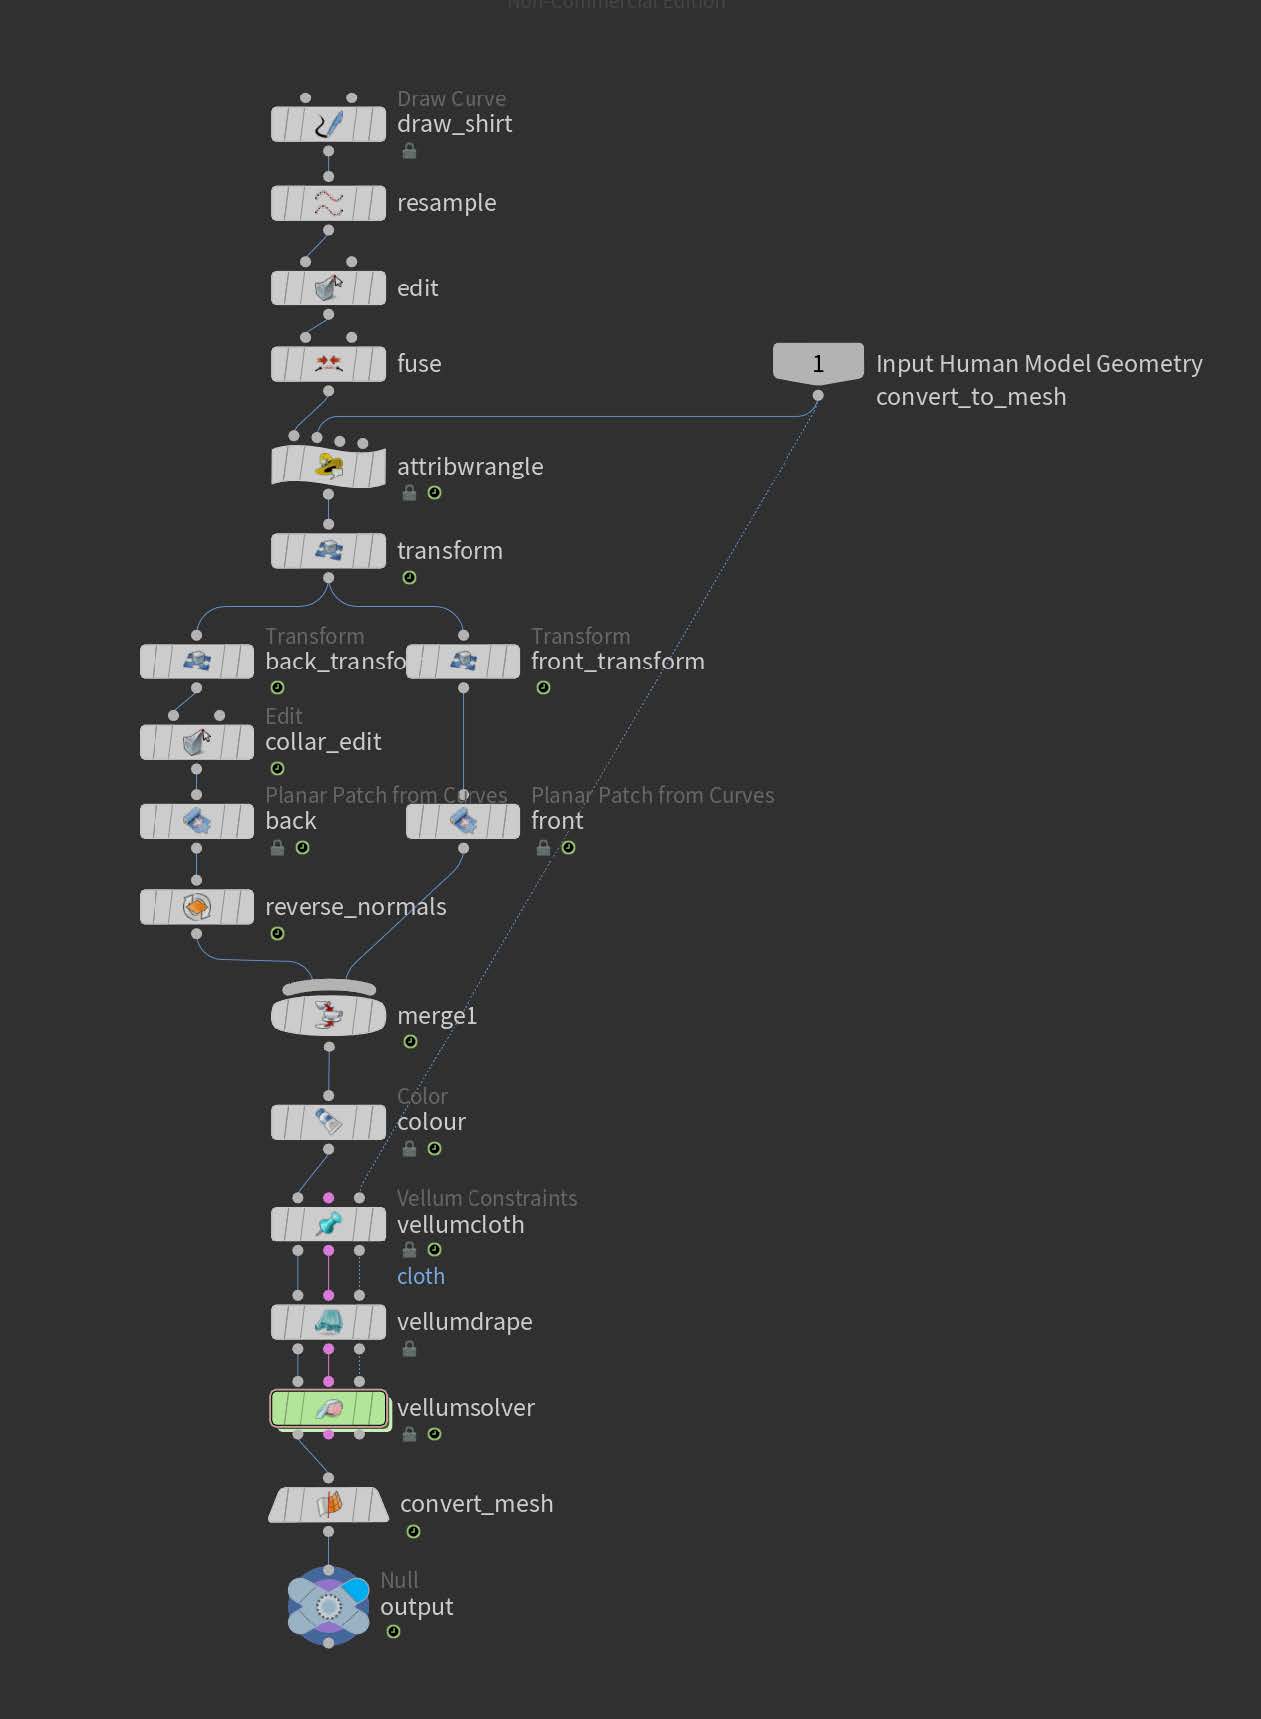 Non-Commercial Edition
Draw Curve
draw_shirt
resample
edit
fuse
1
Input Human Model Geometry
convert_to_mesh
attribwrangle
transform
Transform
back_transfo
Transform
front_transform
Edit
collar_edit
Planar Patch from Curves
back
Planar Patch from Curves
front
reverse_normals
merge1
Color
colour
Vellum Constraints
vellumcloth
cloth
vellumdrape
vellumsolver
convert_mesh
Null
output